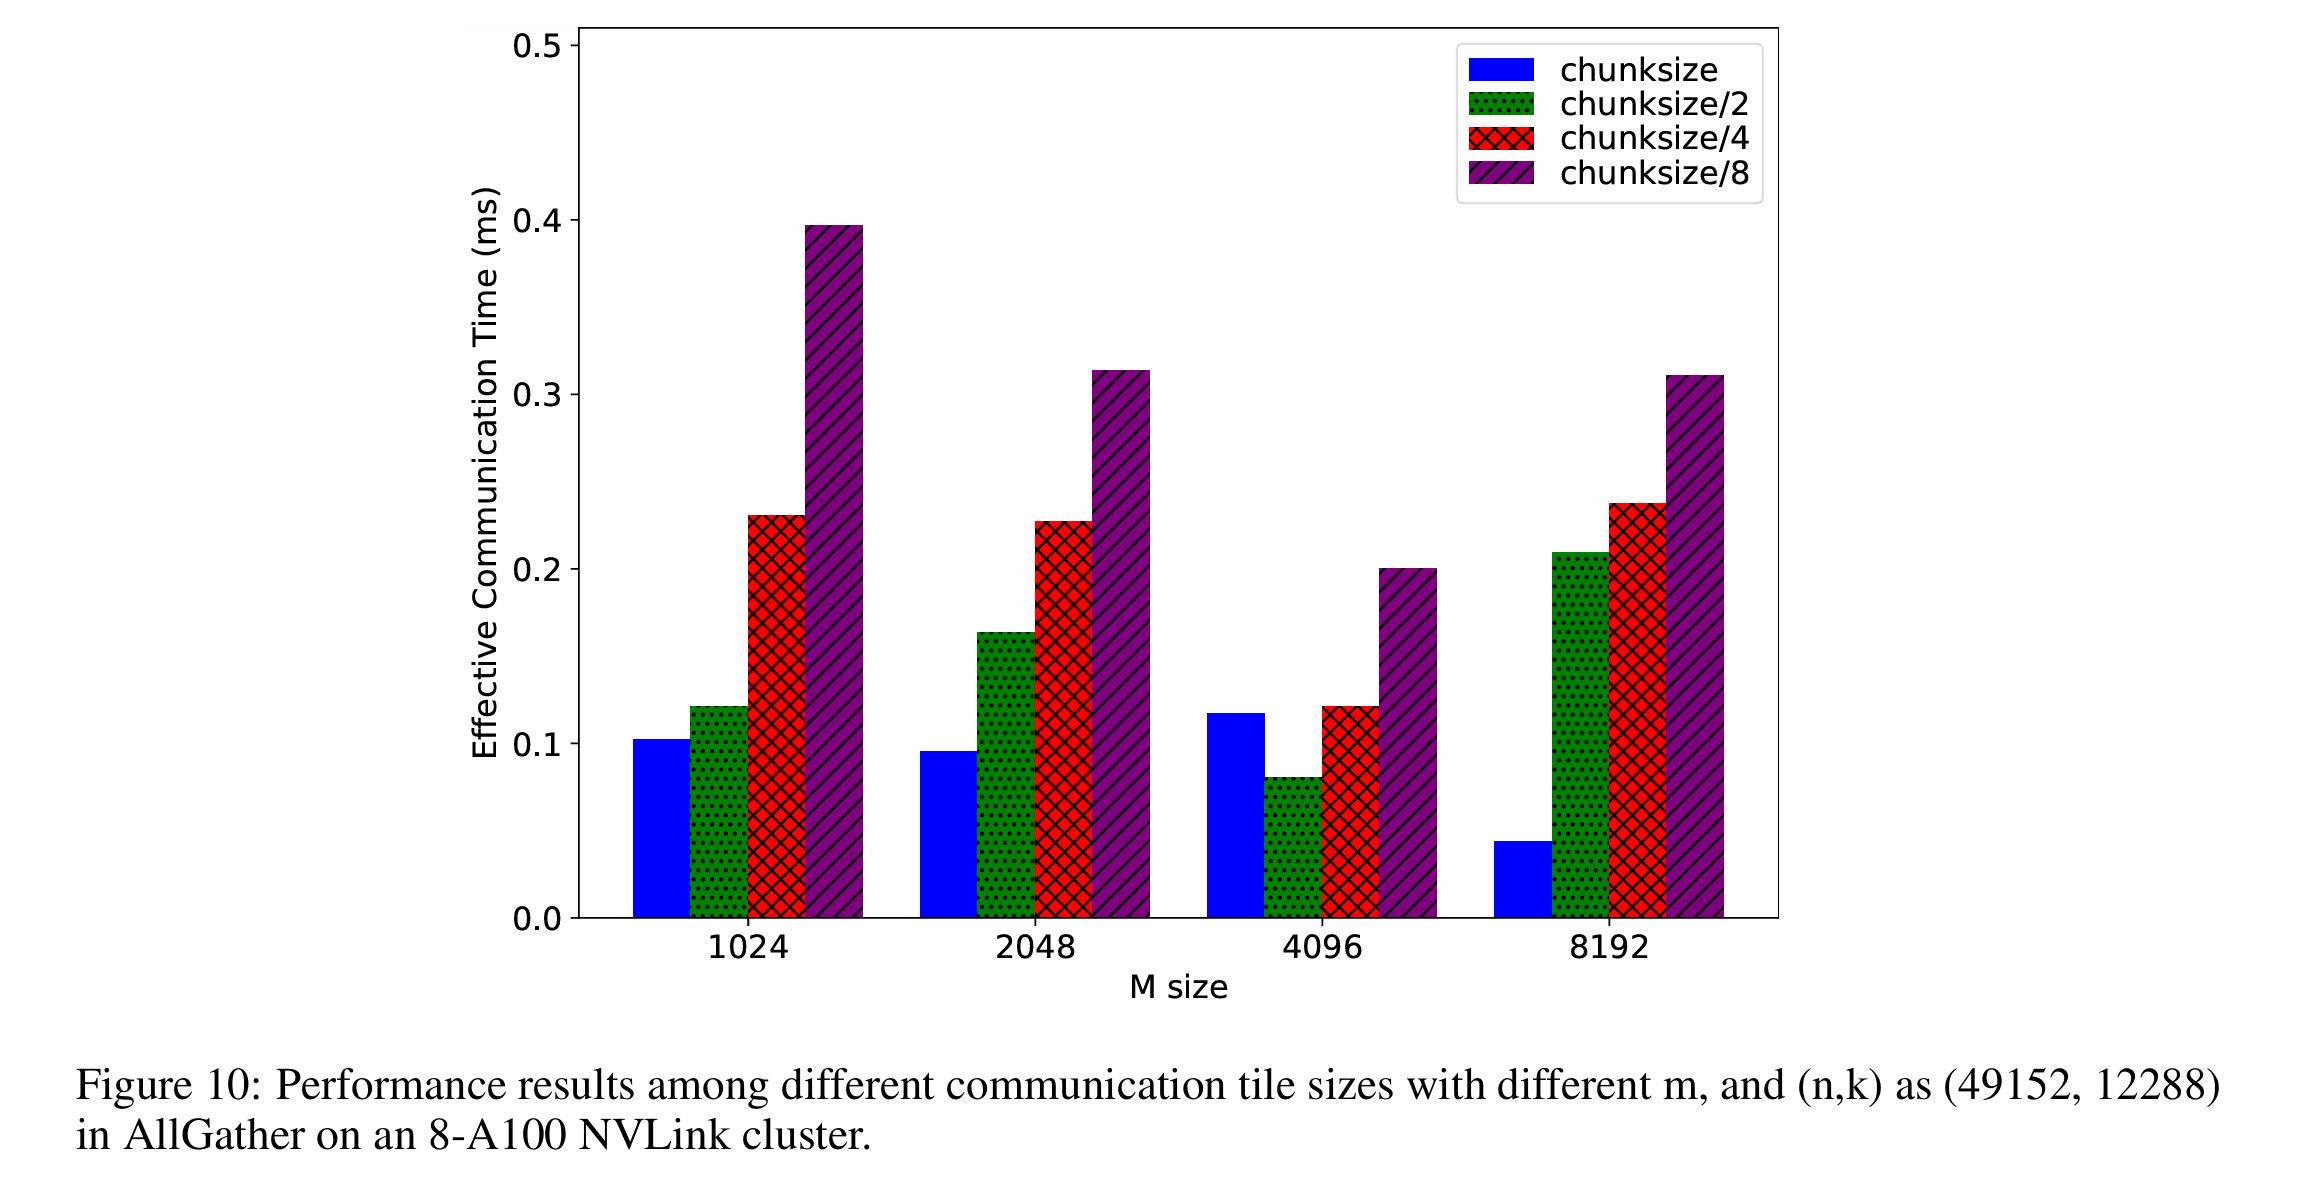 0.5
0.4
0.3
0.2
0.1
0.0
Effective Communication Time (ms)
chunksize
chunksize/2
chunksize/4
chunksize/8
1024 2048 4096 8192
M size
Figure 10: Performance results among different communication tile sizes with different m, and (n,k) as (49152, 12288)
in AllGather on an 8-A100 NVLink cluster.